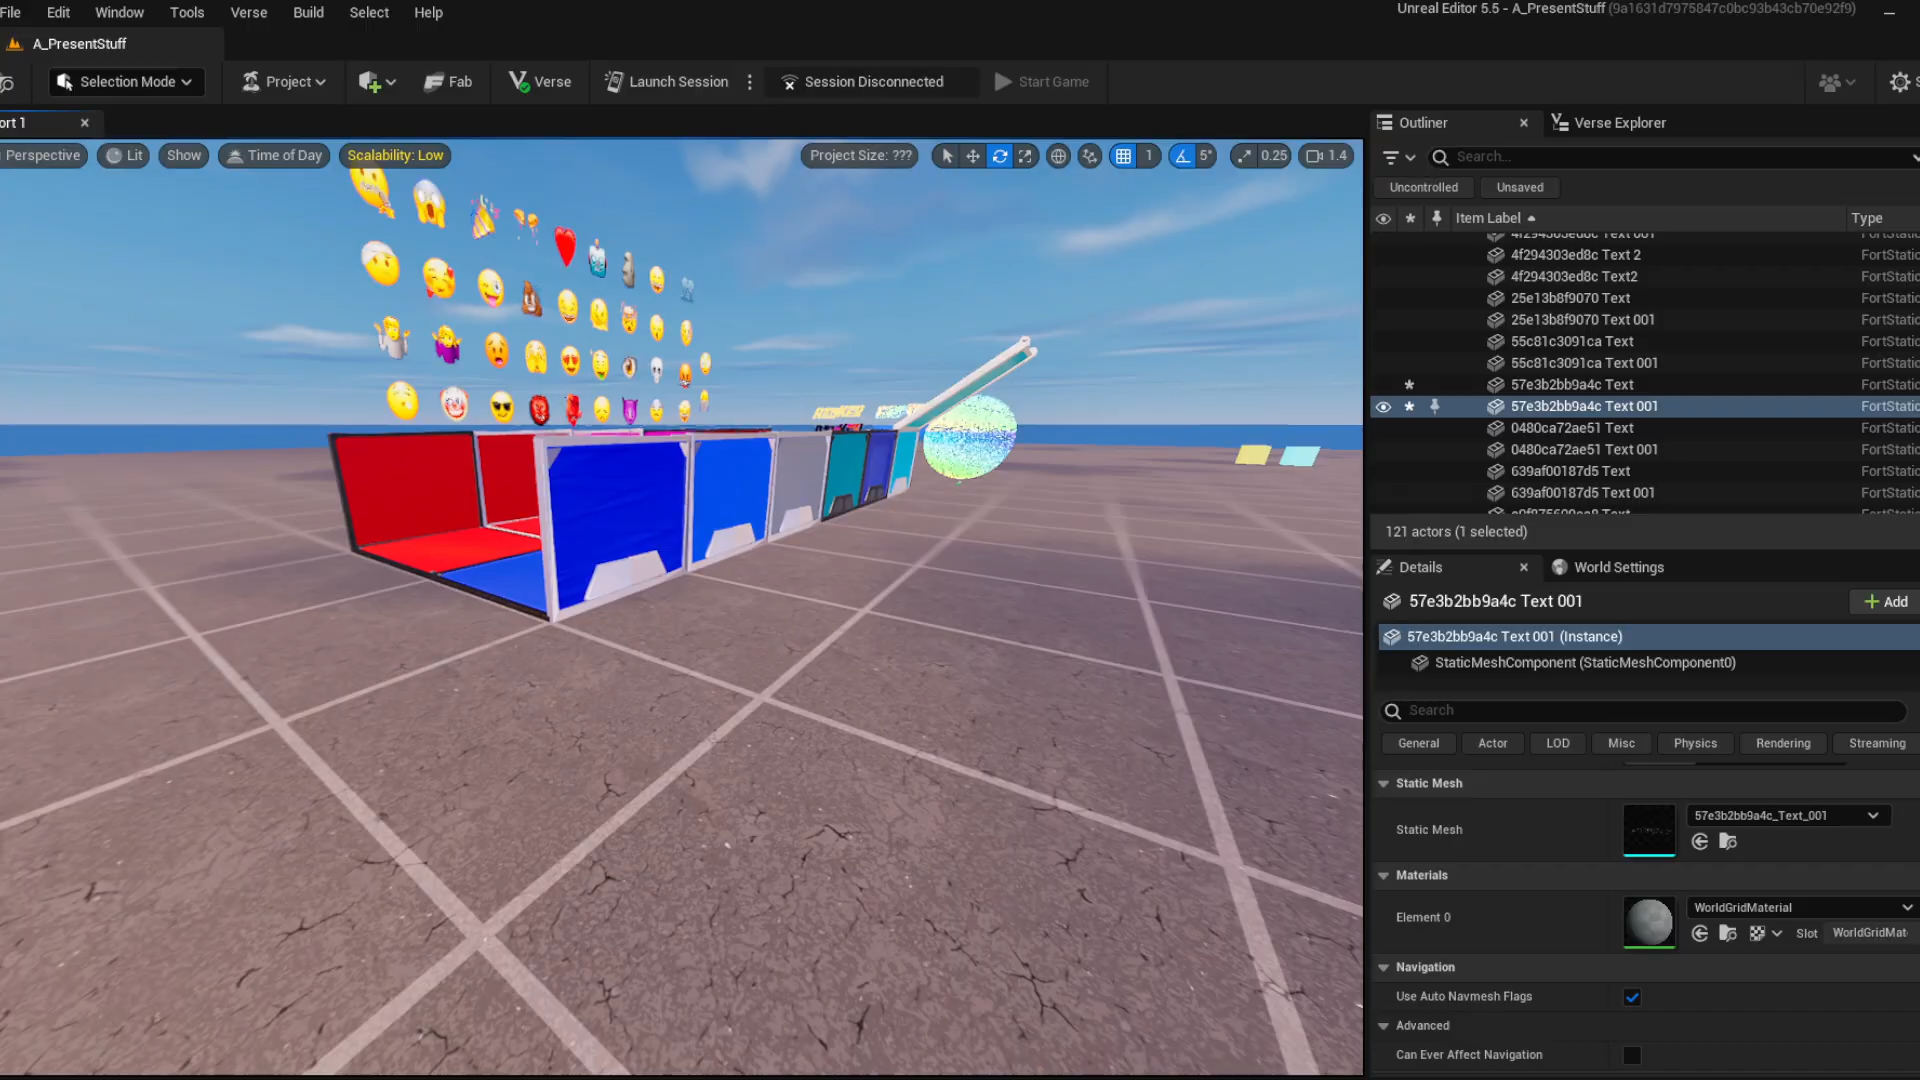 File Edit Window Tools Verse Build Select Help
Unreal Editor 5.5 - A_PresentStuff (9a1631d7975847c0bc93b43cb70e92f9)
A_PresentStuff
Selection Mode
Project
Fab
Verse
Launch Session
Session Disconnected
Start Game
ort 1
Outliner
Verse Explorer
Perspective
Lit
Show
Time of Day
Scalability: Low
Project Size: ???
1
5°
0.25
1.4
Search...
Uncontrolled
Unsaved
Item Label
Type
4f294303ed8c Text 001
4f294303ed8c Text 2 FortStatic
4f294303ed8c Text2 FortStatic
25e13b8f9070 Text FortStatic
25e13b8f9070 Text 001 FortStatic
55c81c3091ca Text FortStatic
55c81c3091ca Text 001 FortStatic
57e3b2bb9a4c Text FortStatic
57e3b2bb9a4c Text 001 FortStatic
0480ca72ae51 Text FortStatic
0480ca72ae51 Text 001 FortStatic
639af00187d5 Text FortStatic
639af00187d5 Text 001 FortStatic
121 actors (1 selected)
Details
World Settings
57e3b2bb9a4c Text 001
Add
57e3b2bb9a4c Text 001 (Instance)
StaticMeshComponent (StaticMeshComponent0)
Search
General Actor LOD Misc Physics Rendering Streaming
Static Mesh
Static Mesh
57e3b2bb9a4c_Text_001
Materials
Element 0
WorldGridMaterial
Slot WorldGridMat
Navigation
Use Auto Navmesh Flags
Advanced
Can Ever Affect Navigation